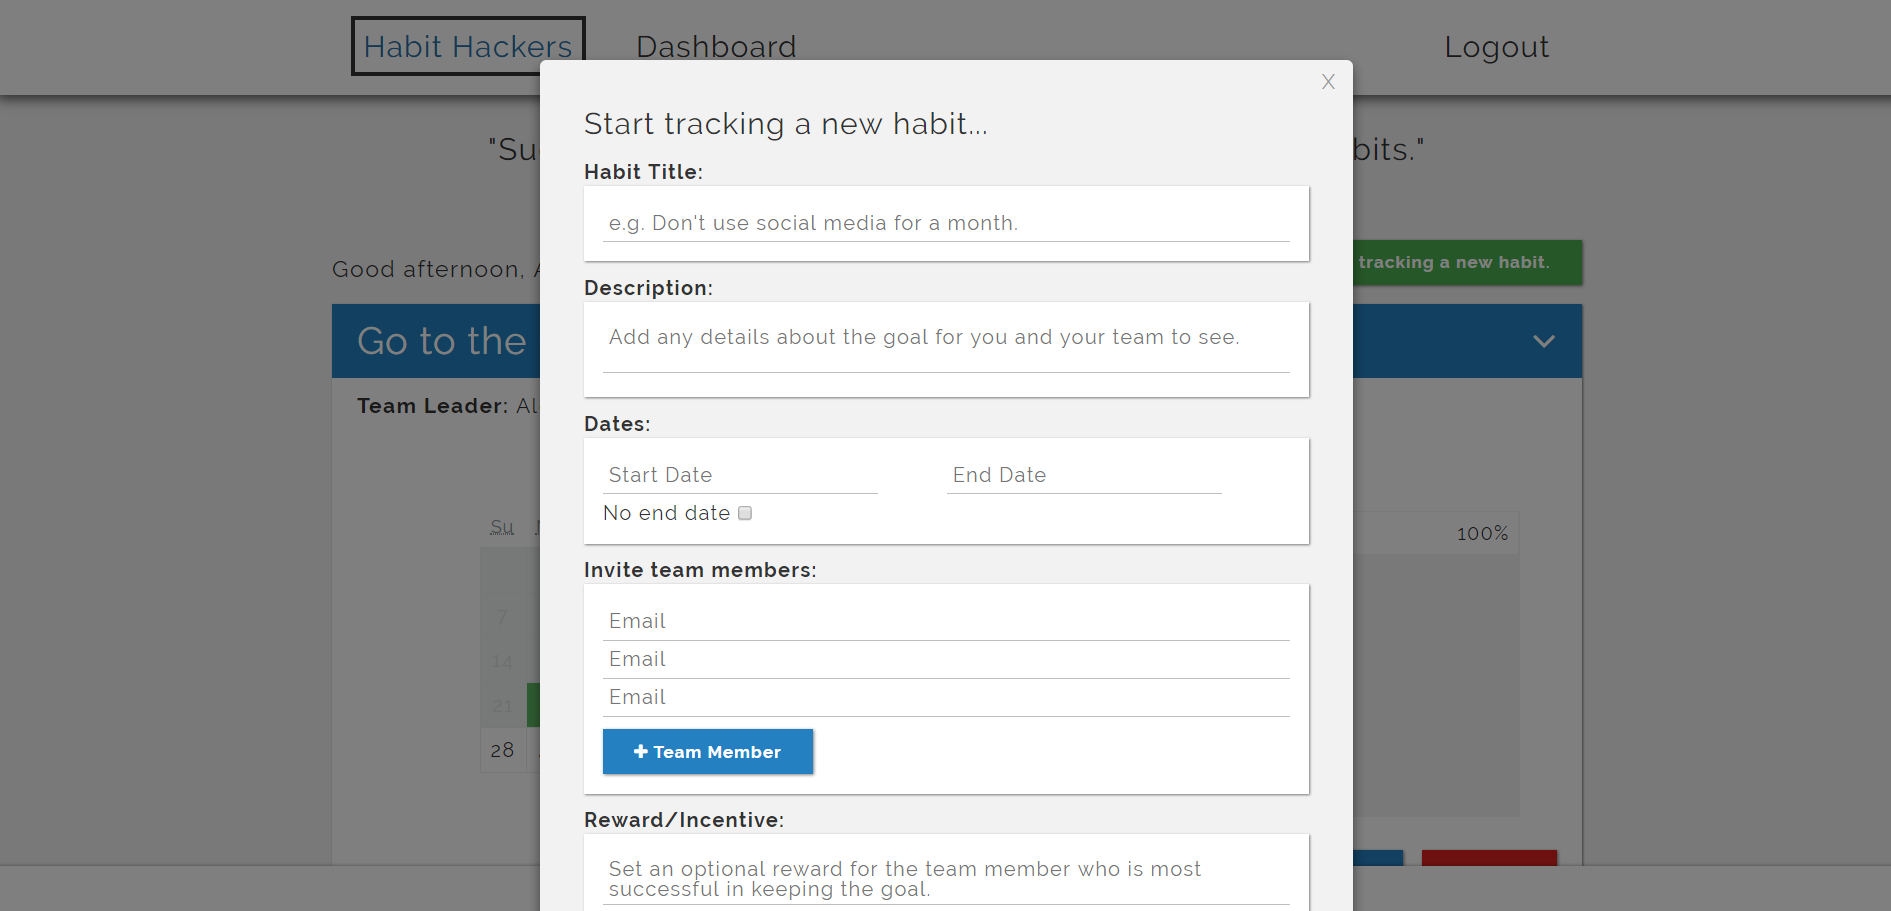 Habit Hackers Dashboard Logout
X
Start tracking a new habit...
"Su bits."
Habit Title:
e.g. Don't use social media for a month.
Good afternoon, tracking a new habit.
Description:
Go to the
Add any details about the goal for you and your team to see.
Team Leader: Al
Dates:
Start Date End Date
No end date
Su 100%
Invite team members:
Email
7
Email
14
Email
21
28
+ Team Member
Reward/Incentive:
Set an optional reward for the team member who is most
successful in keeping the goal.